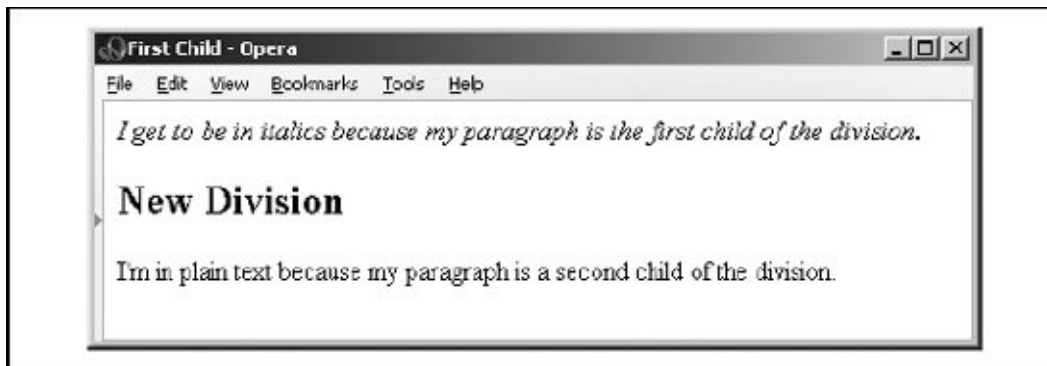 First Child - Opera
File Edit View Bookmarks Tools Help
I get to be in italics because my paragraph is the first child of the division.
New Division
I'm in plain text because my paragraph is a second child of the division.